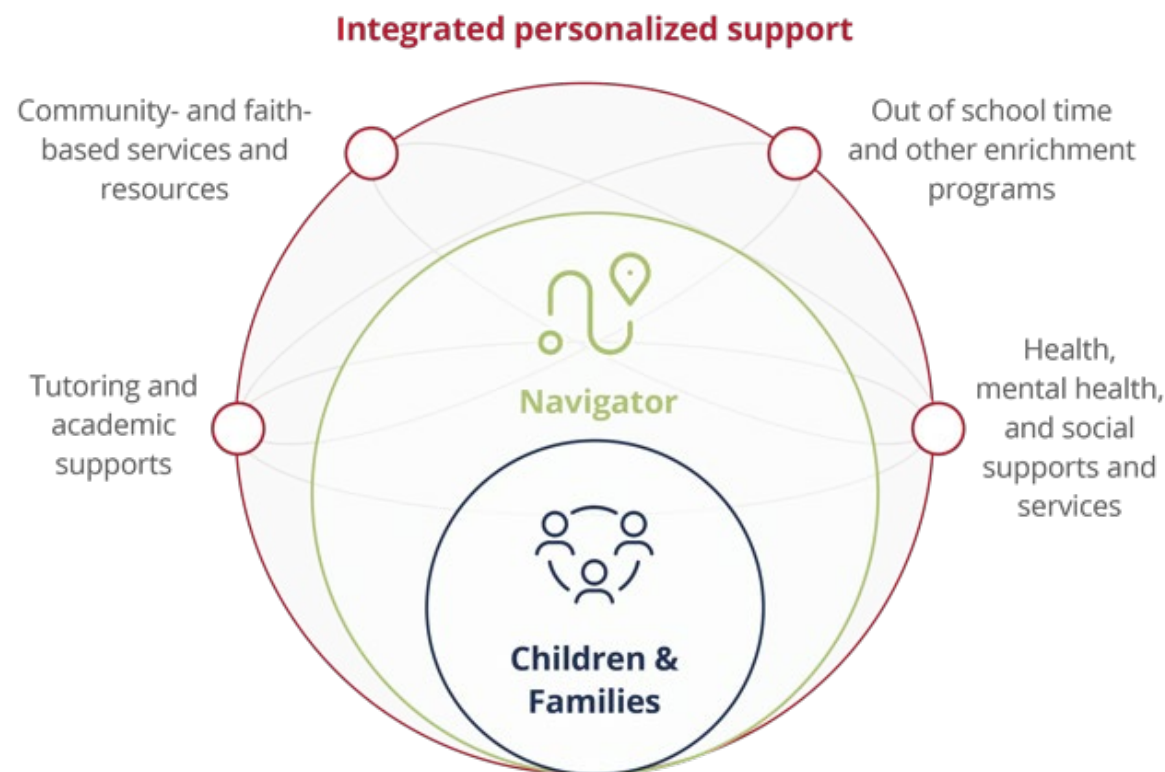 Integrated personalized support
Community- and faith-
based services and
resources
Out of school time
and other enrichment
programs
Tutoring and
academic
supports
Health,
mental health,
and social
supports and
services
Navigator
Children &
Families